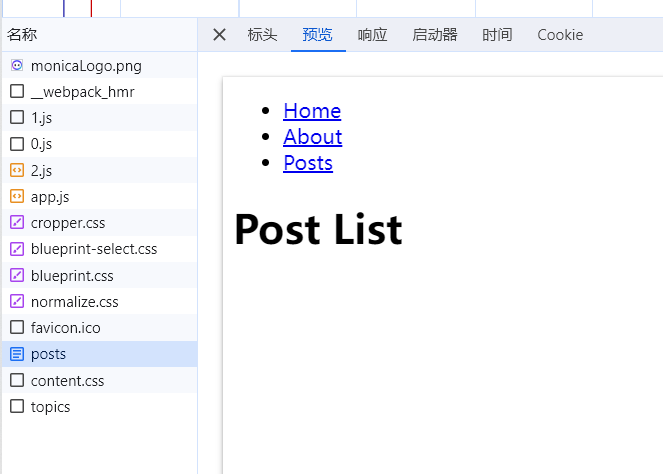 名称
标头 预览 响应 启动器 时间 Cookie
monicaLogo.png
__webpack_hmr
1.js
0.js
2.js
app.js
cropper.css
blueprint-select.css
blueprint.css
normalize.css
favicon.ico
posts
content.css
topics
Home
About
Posts
Post List